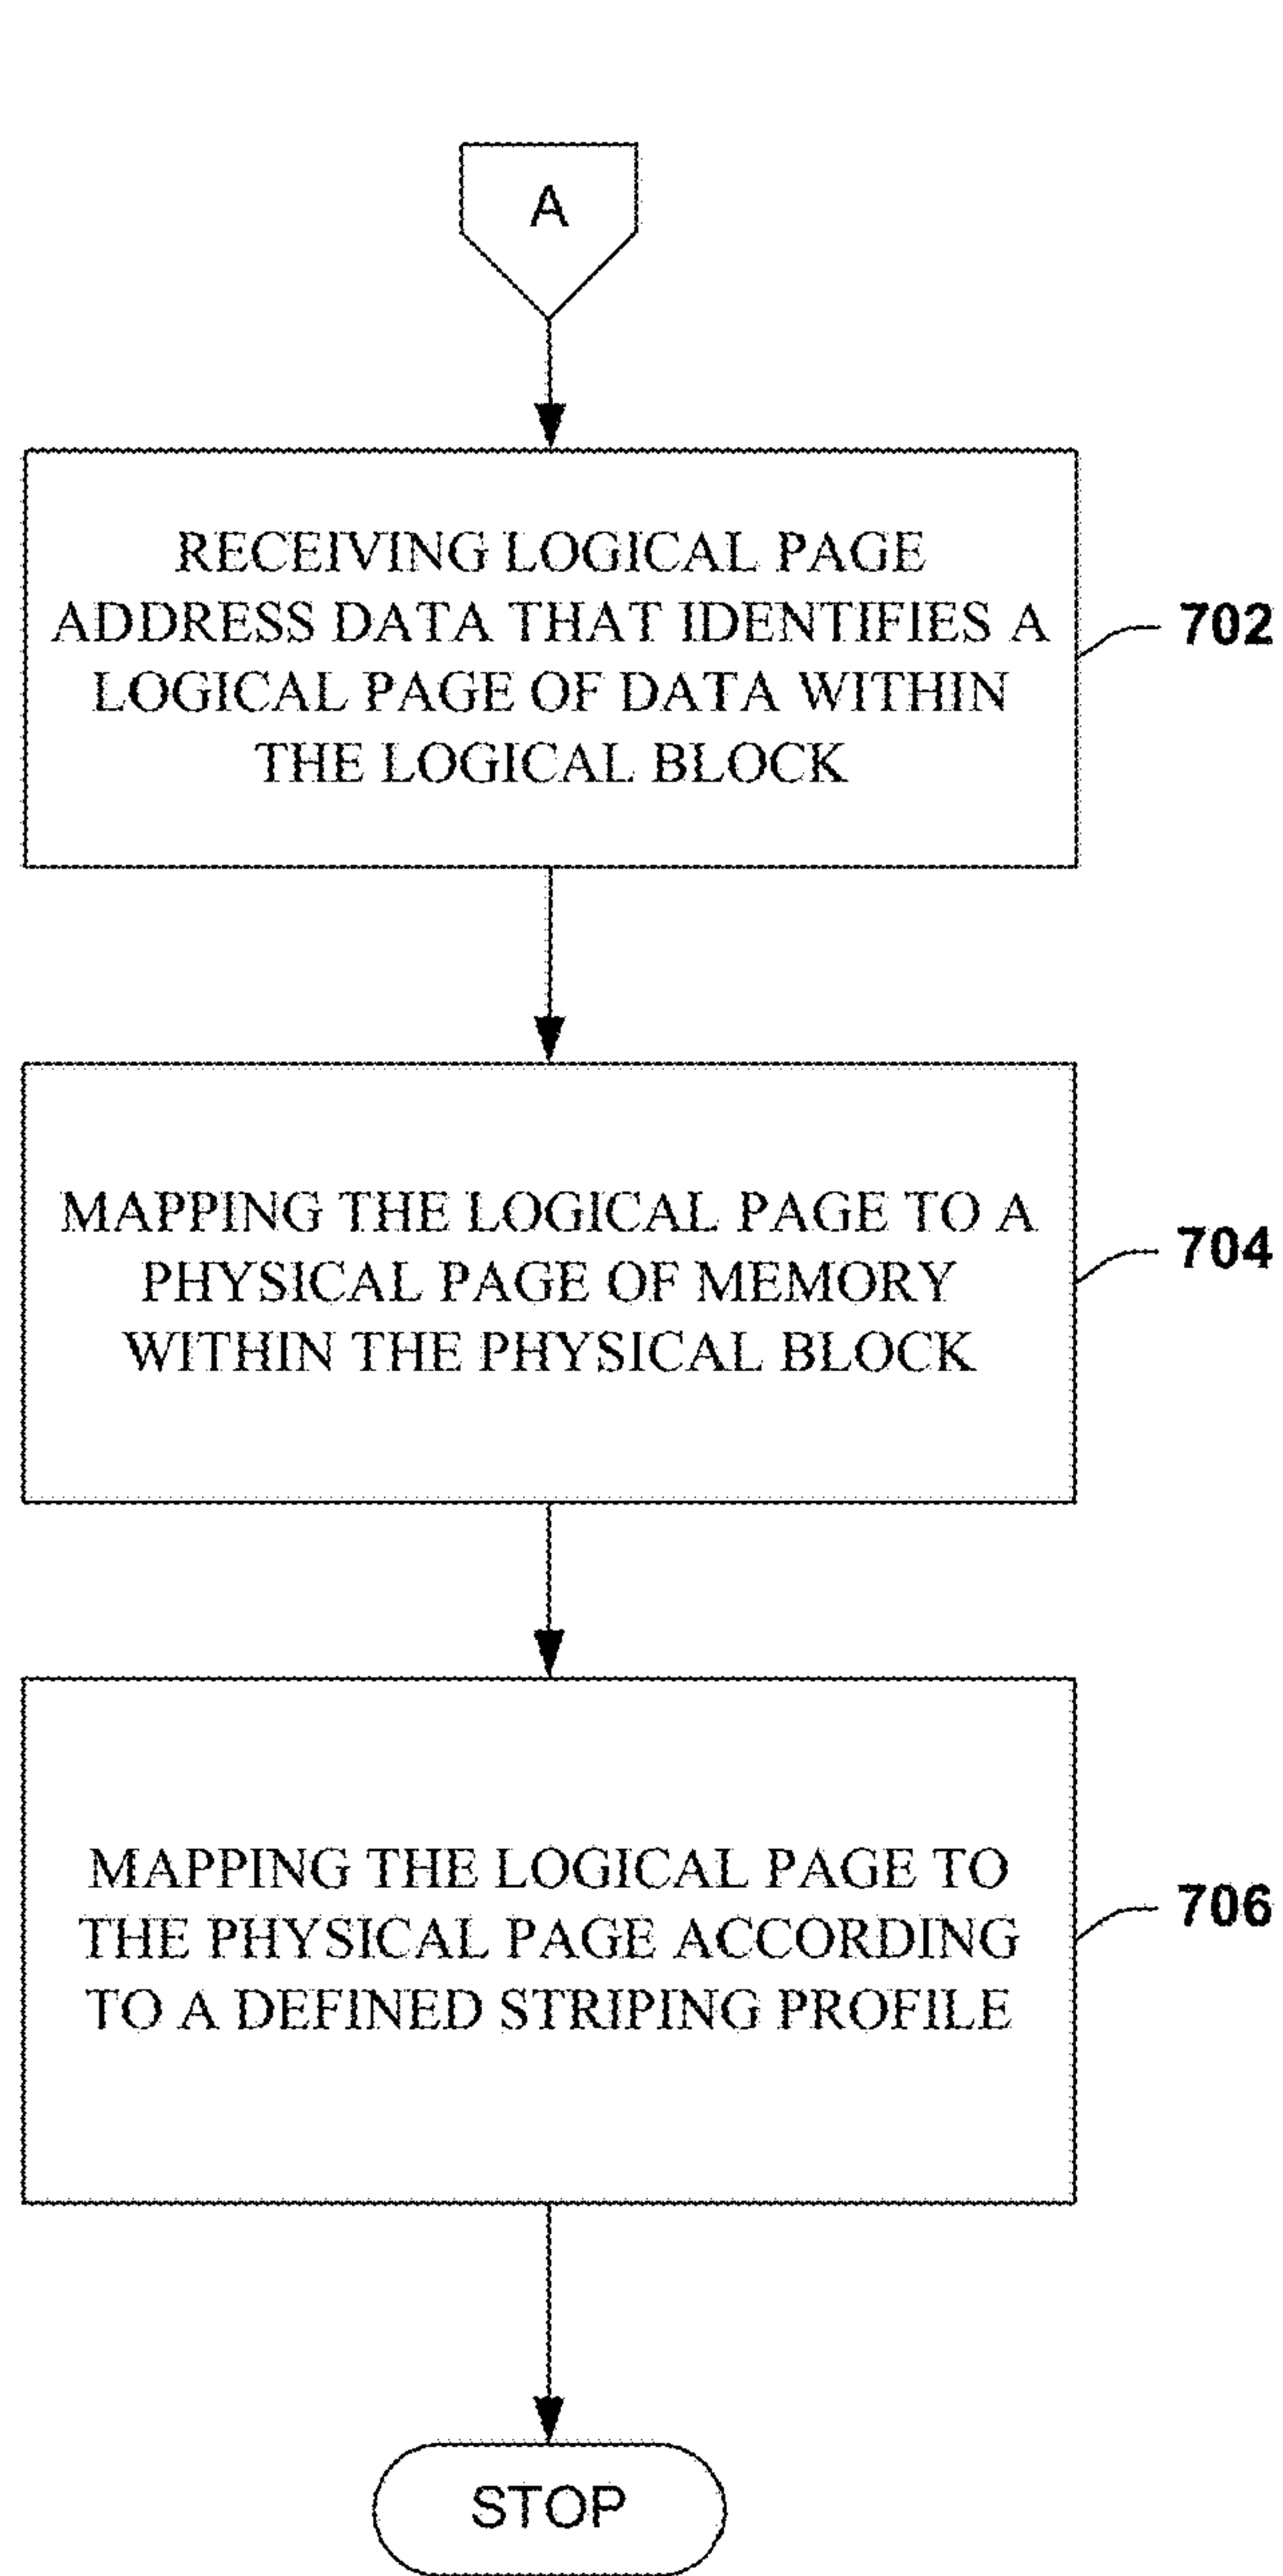 A
RECEIVING LOGICAL PAGE
ADDRESS DATA THAT IDENTIFIES A
LOGICAL PAGE OF DATA WITHIN
THE LOGICAL BLOCK
702
MAPPING THE LOGICAL PAGE TO A
PHYSICAL PAGE OF MEMORY
WITHIN THE PHYSICAL BLOCK
704
MAPPING THE LOGICAL PAGE TO
THE PHYSICAL PAGE ACCORDING
TO A DEFINED STRIPING PROFILE
706
STOP